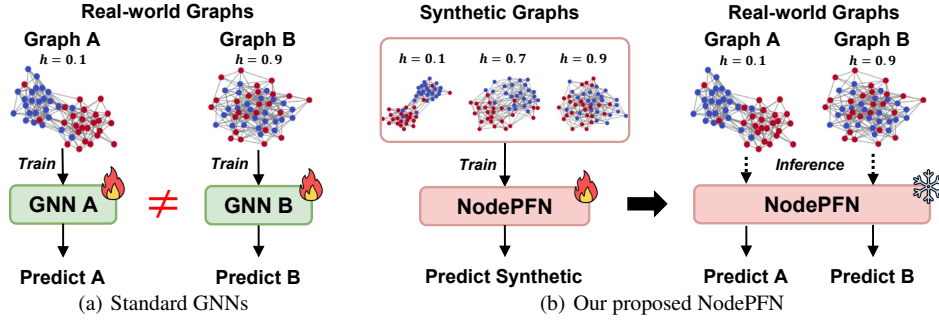 Real-world Graphs
Graph A
h = 0.1
Graph B
h = 0.9
Train
Train
GNN A
≠
GNN B
Predict A
Predict B
(a) Standard GNNs
Synthetic Graphs
h = 0.1
h = 0.7
h = 0.9
Train
NodePFN
Predict Synthetic
Real-world Graphs
Graph A
h = 0.1
Graph B
h = 0.9
Inference
NodePFN
Predict A
Predict B
(b) Our proposed NodePFN